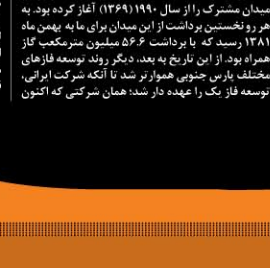 میدان مشترک را از سال ۱۹۹۰ (۱۳۶۹) آغاز کرده بود. به
هر رو نخستین برداشت از این میدان برای ما به بهمن ماه
۱۳۸۱ رسید که با برداشت ۵۶.۶ میلیون مترمکعب گاز
همراه بود. از این تاریخ به بعد، دیگر روند توسعه فازهای
مختلف پارس جنوبی هموارتر شد تا آنکه شرکت ایرانی،
توسعه فاز یک را عهده دار شد؛ همان شرکتی که اکنون